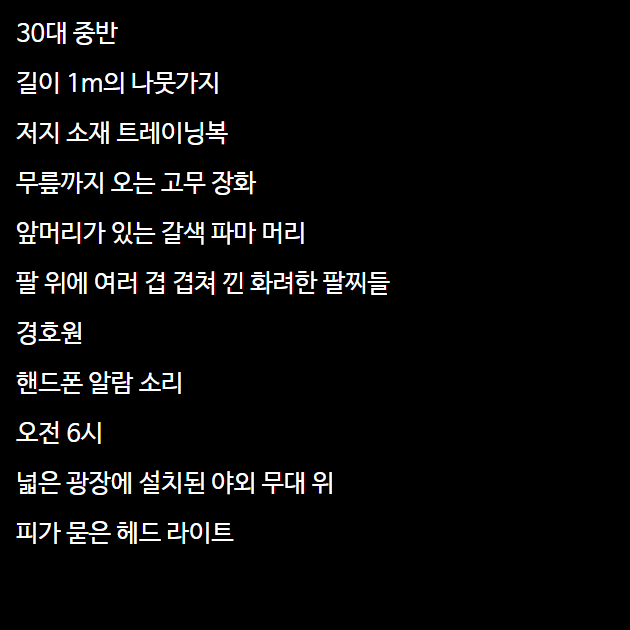 30대 중반
길이 1m의 나뭇가지
저지 소재 트레이닝복
무릎까지 오는 고무 장화
앞머리가 있는 갈색 파마 머리
팔 위에 여러 겹 겹쳐 낀 화려한 팔찌들
경호원
핸드폰 알람 소리
오전 6시
넓은 광장에 설치된 야외 무대 위
피가 묻은 헤드 라이트